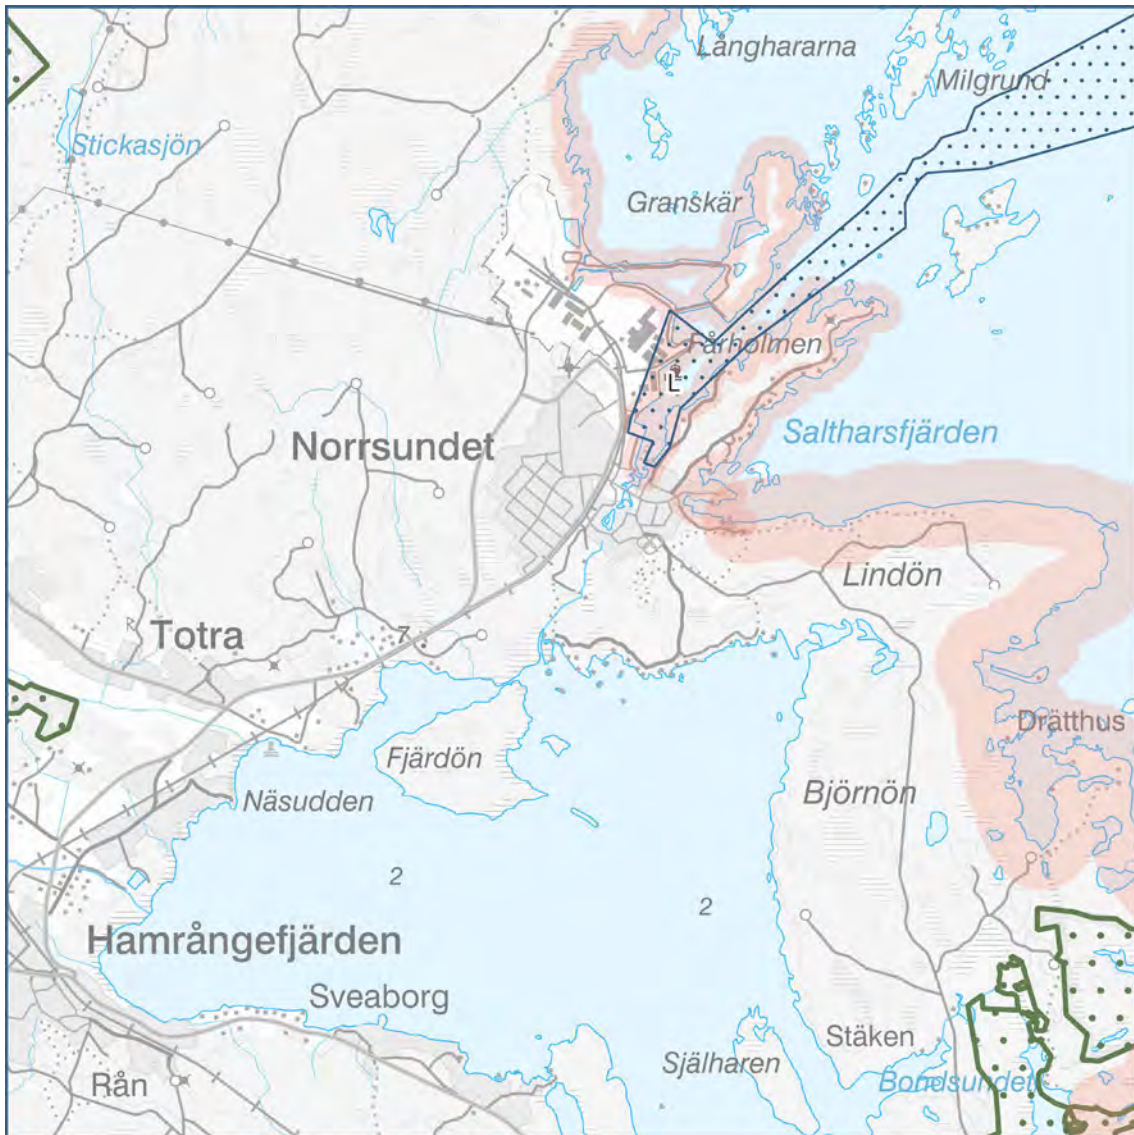 Långhararna
Milgrund
Stickasjön
Granskär
Fårholmen
L
Norrsundet
Saltharsfjärden
Lindön
Totra
7
R
Drätthus
Fjärdön
Björnön
Näsudden
2
2
Hamrångefjärden
Sveaborg
Stäken
Själharen
Rån
Bondsundet